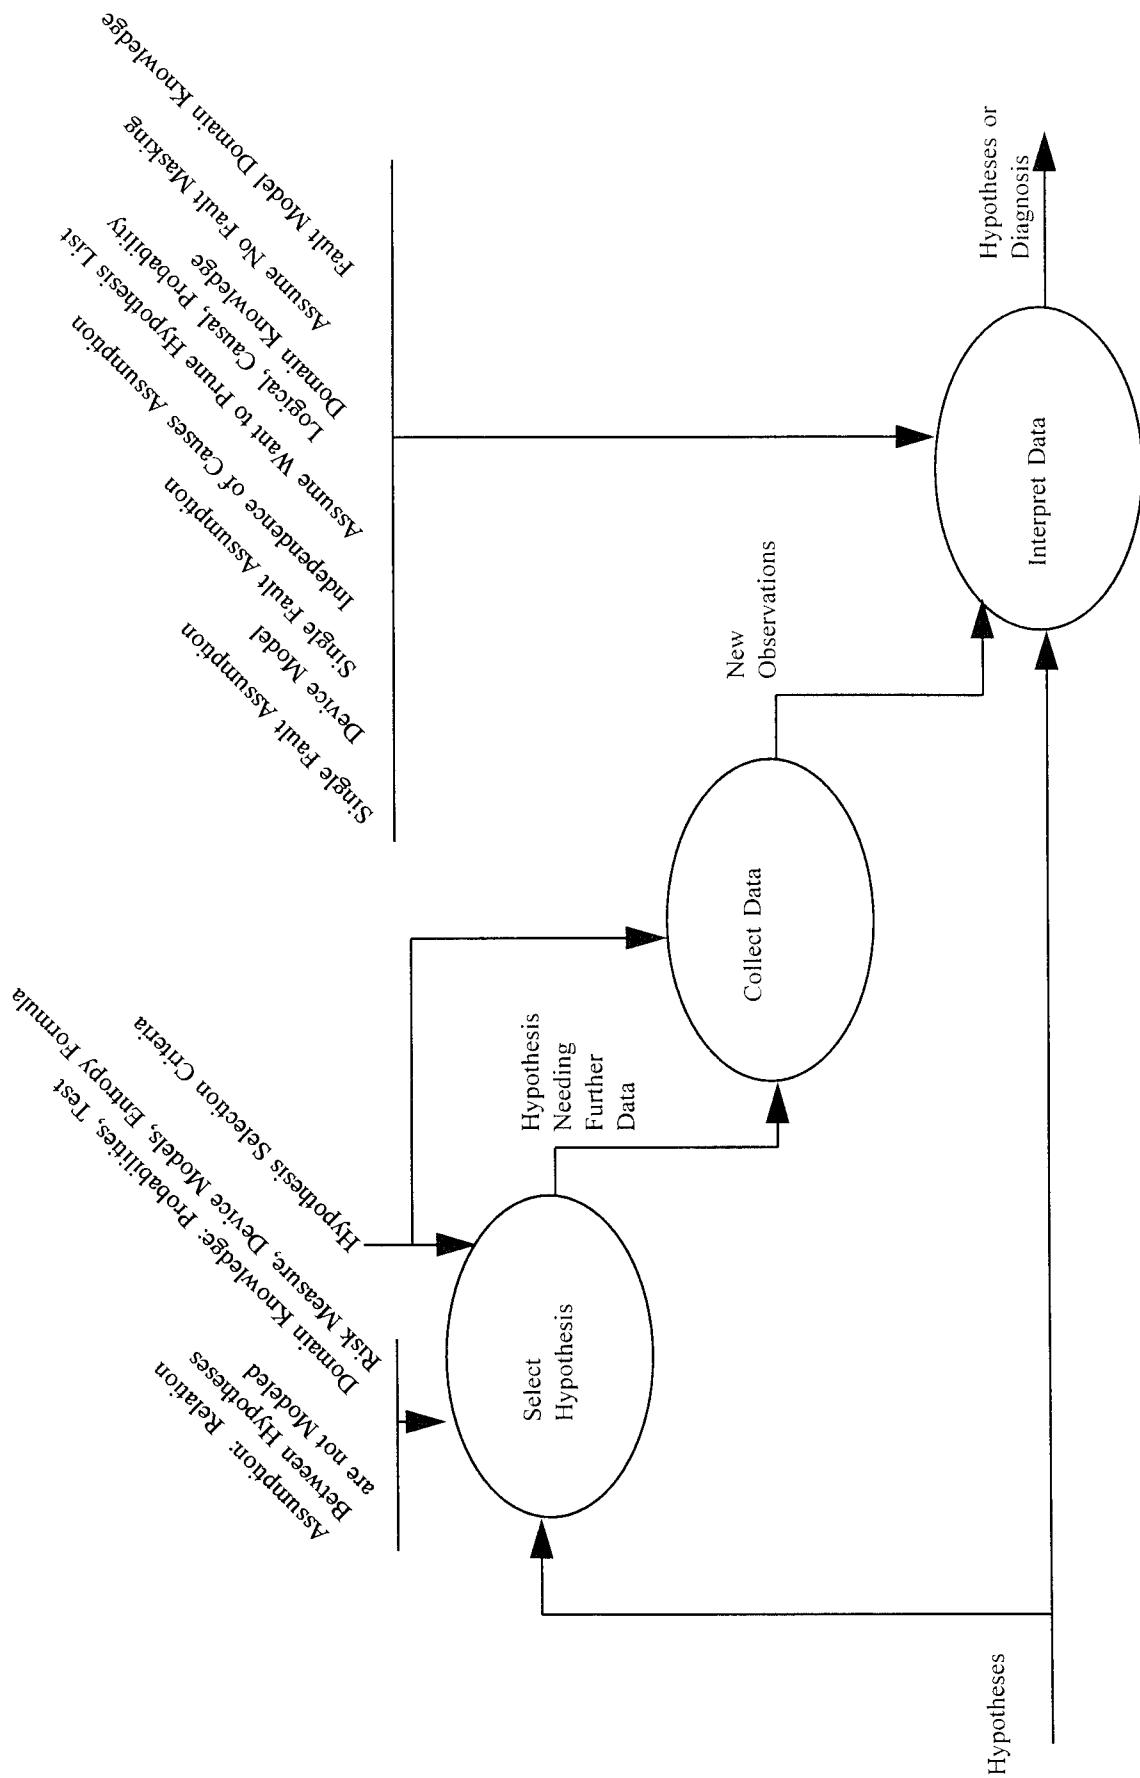 Assumption: Relation
Between Hypotheses
are not Modeled
Domain Knowledge: Probabilities, Test
Risk Measure, Device Models, Entropy Formula
Hypothesis Selection Criteria
Single Fault Assumption
Device Model
Single Fault Assumption
Independence of Causes Assumption
Assume Want to Prune Hypothesis List
Logical, Causal, Probability
Domain Knowledge
Assume No Fault Masking
Fault Model Domain Knowledge
Select
Hypothesis
Hypothesis
Needing
Further
Data
Collect Data
New
Observations
Interpret Data
Hypotheses or
Diagnosis
Hypotheses